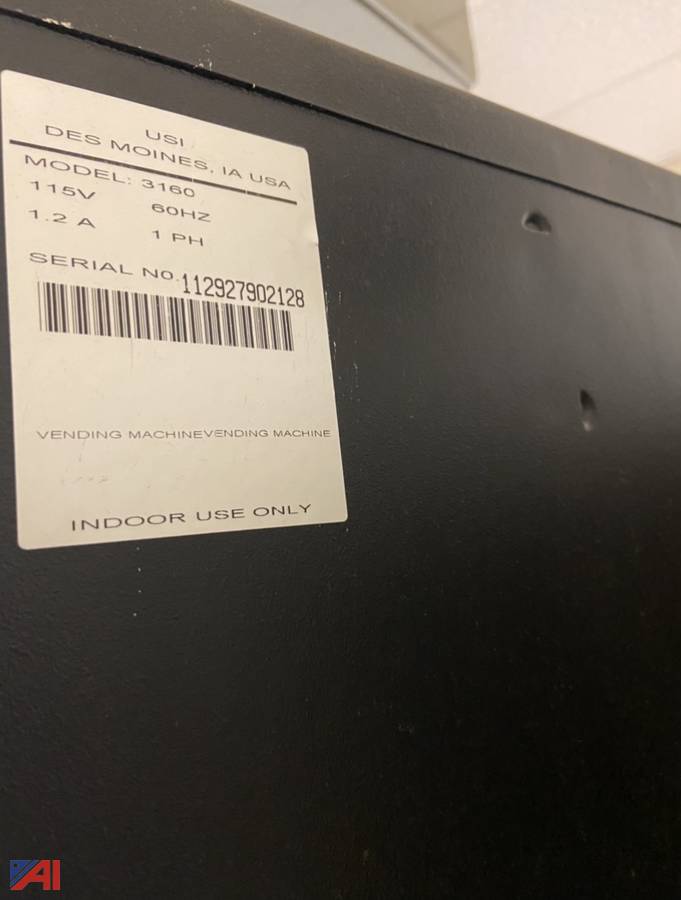 USI
DES MOINES, IA USA
MODEL: 3160
115V 60HZ
1.2 A 1 PH
SERIAL NO. 112927902128
VENDING MACHINEVENDING MACHINE
INDOOR USE ONLY
AI